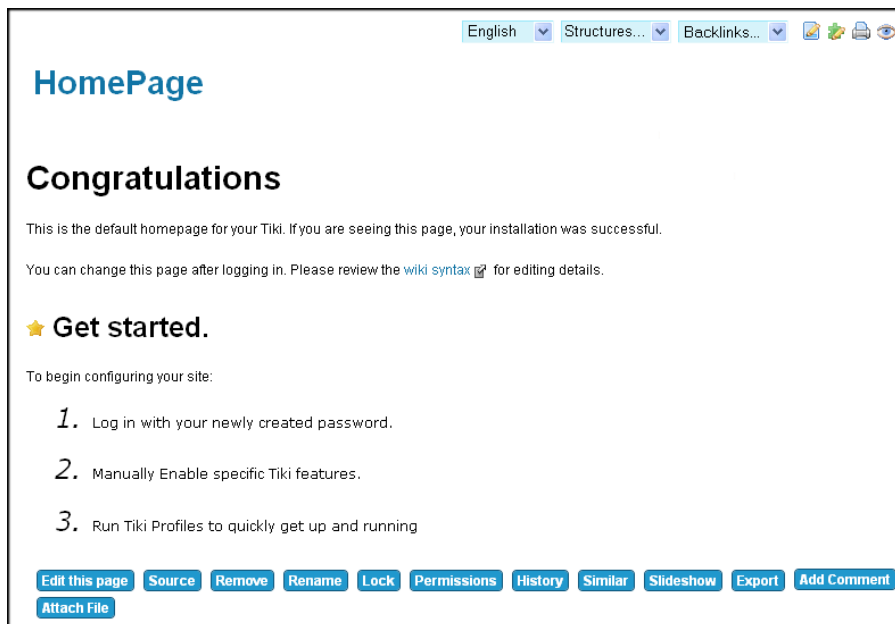 English Structures... Backlinks...
HomePage
Congratulations
This is the default homepage for your Tiki. If you are seeing this page, your installation was successful.
You can change this page after logging in. Please review the wiki syntax for editing details.
Get started.
To begin configuring your site:
1. Log in with your newly created password.
2. Manually Enable specific Tiki features.
3. Run Tiki Profiles to quickly get up and running
Edit this page Source Remove Rename Lock Permissions History Similar Slideshow Export Add Comment
Attach File